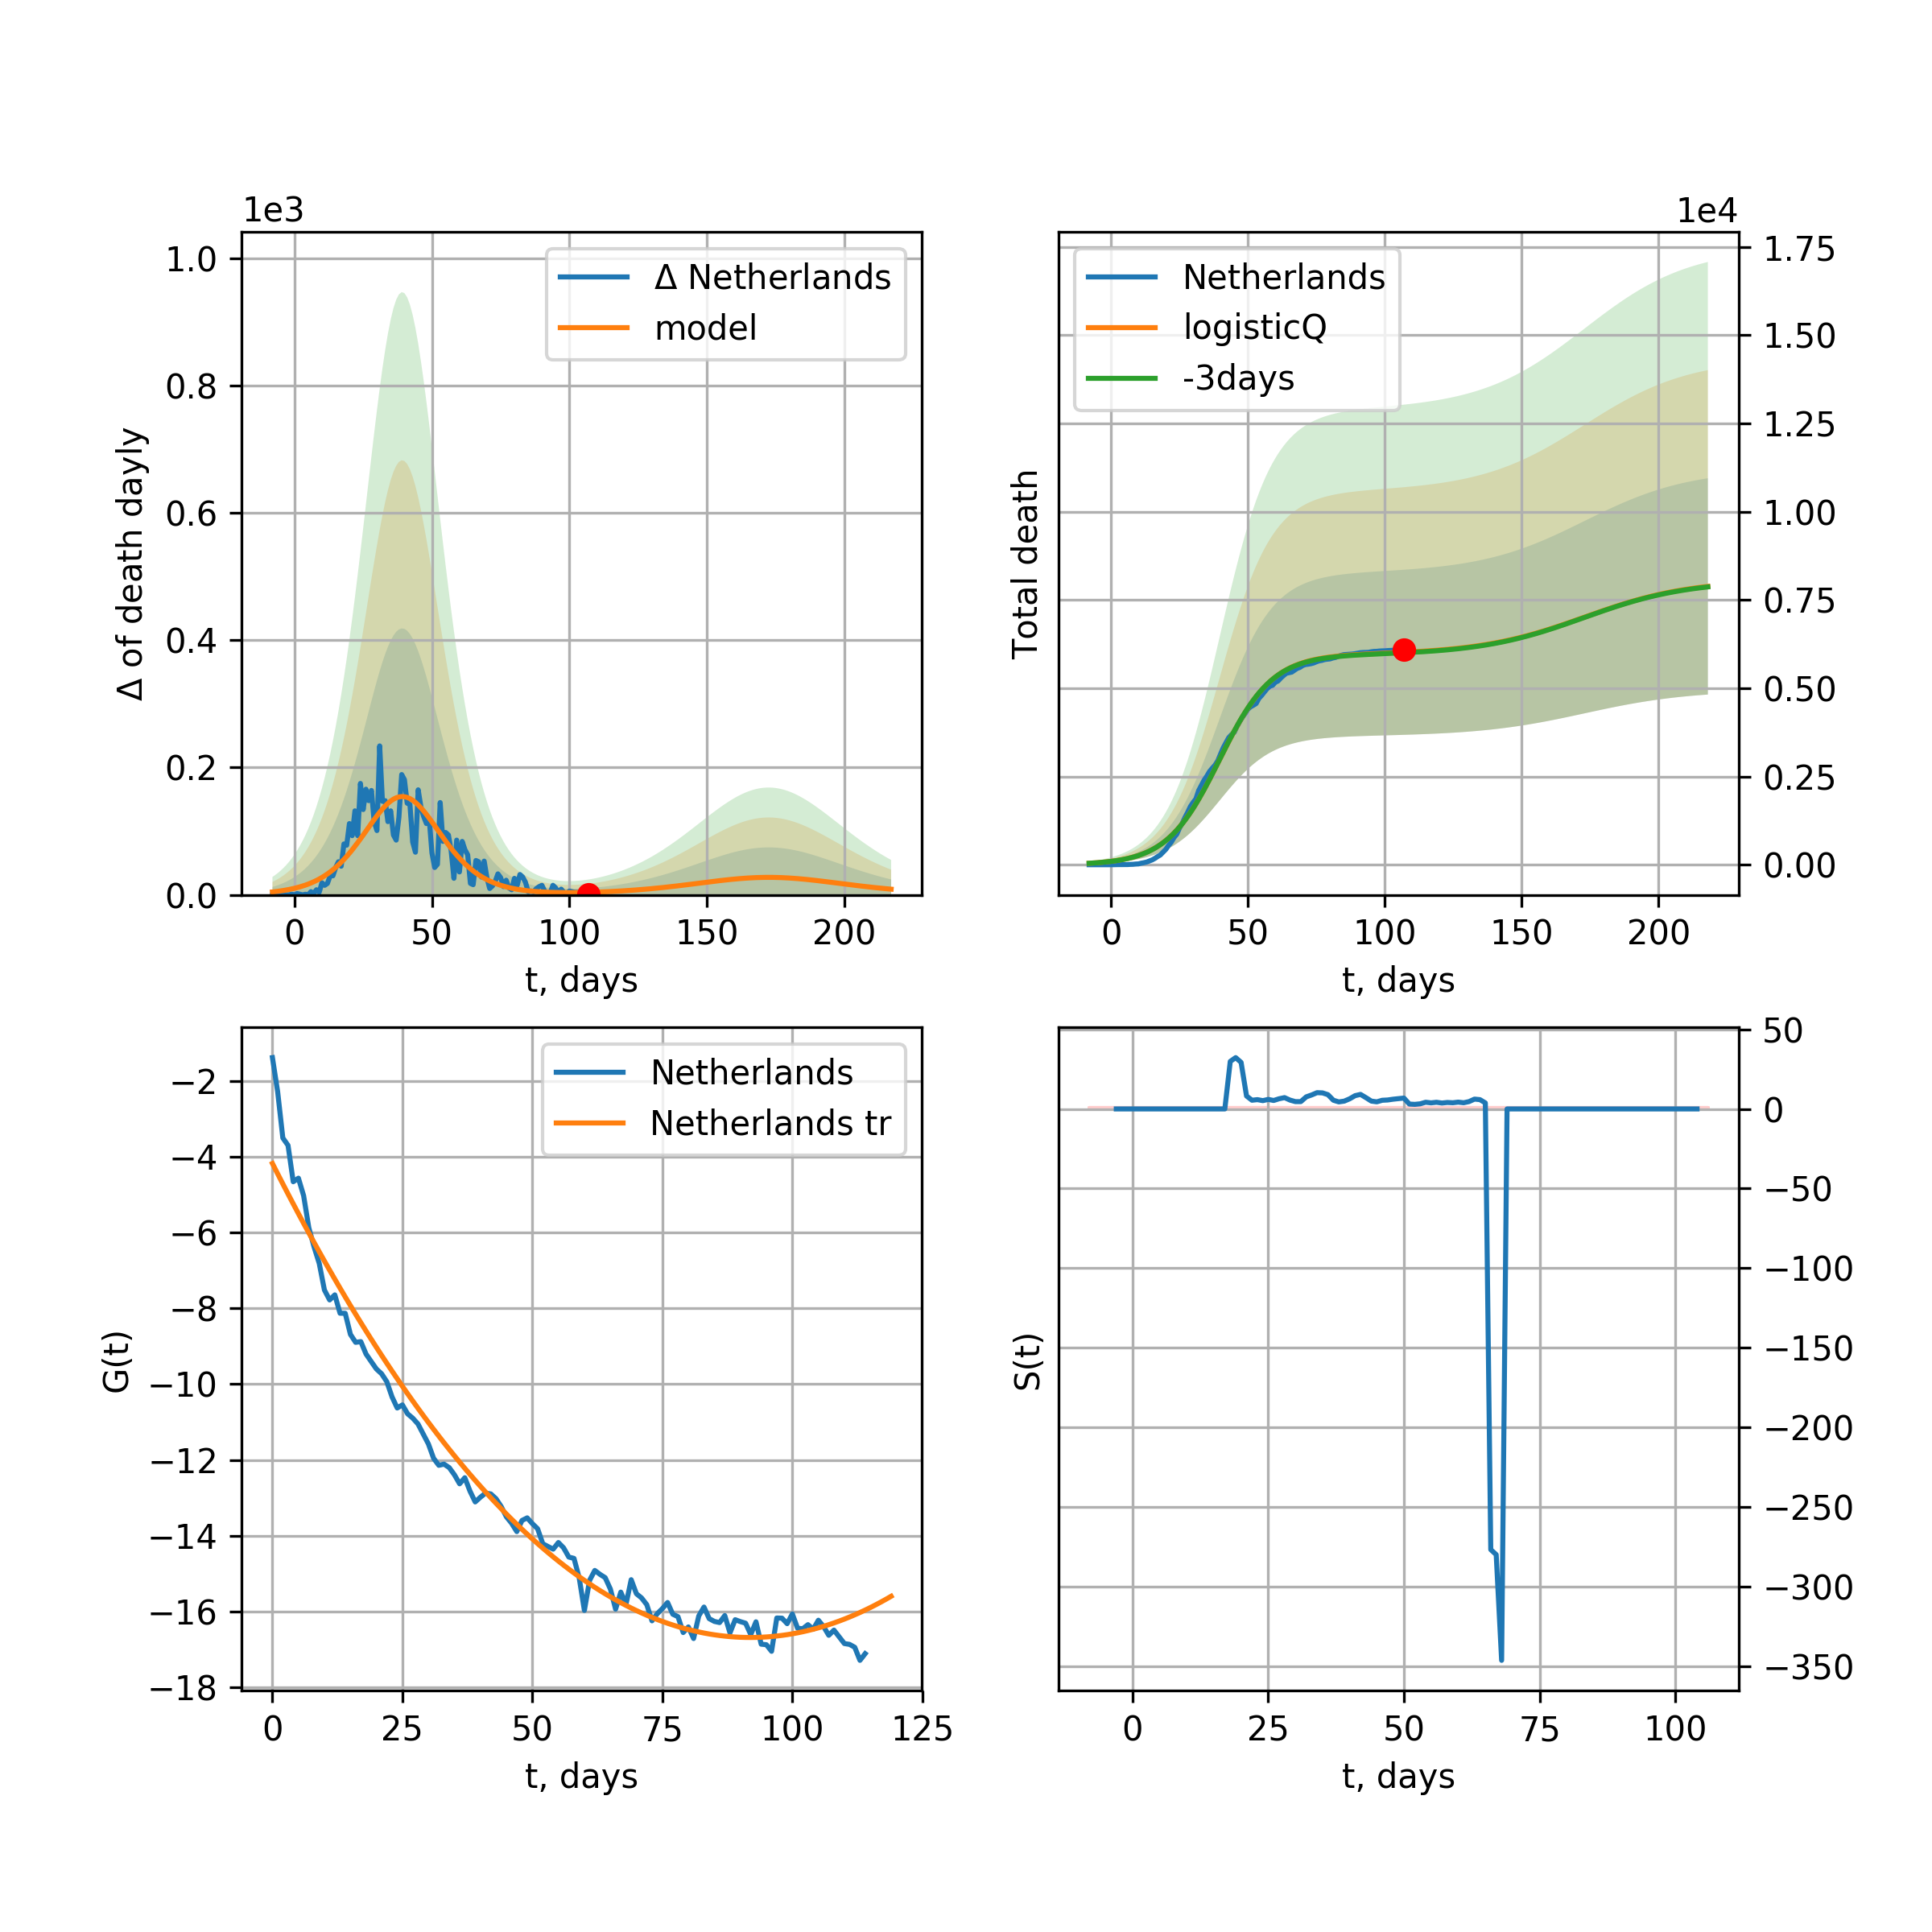 1e3
Δ of death dayly
1.0
0.8
0.6
0.4
0.2
0.0
Δ Netherlands
model
0 50 100 150 200
t, days
1e4
Total death
Netherlands
logisticQ
-3days
1.75
1.50
1.25
1.00
0.75
0.50
0.25
0.00
0 50 100 150 200
t, days
G(t)
−2
−4
−6
−8
−10
−12
−14
−16
−18
Netherlands
Netherlands tr
0 25 50 75 100 125
t, days
S(t)
50
0
−50
−100
−150
−200
−250
−300
−350
0 25 50 75 100
t, days